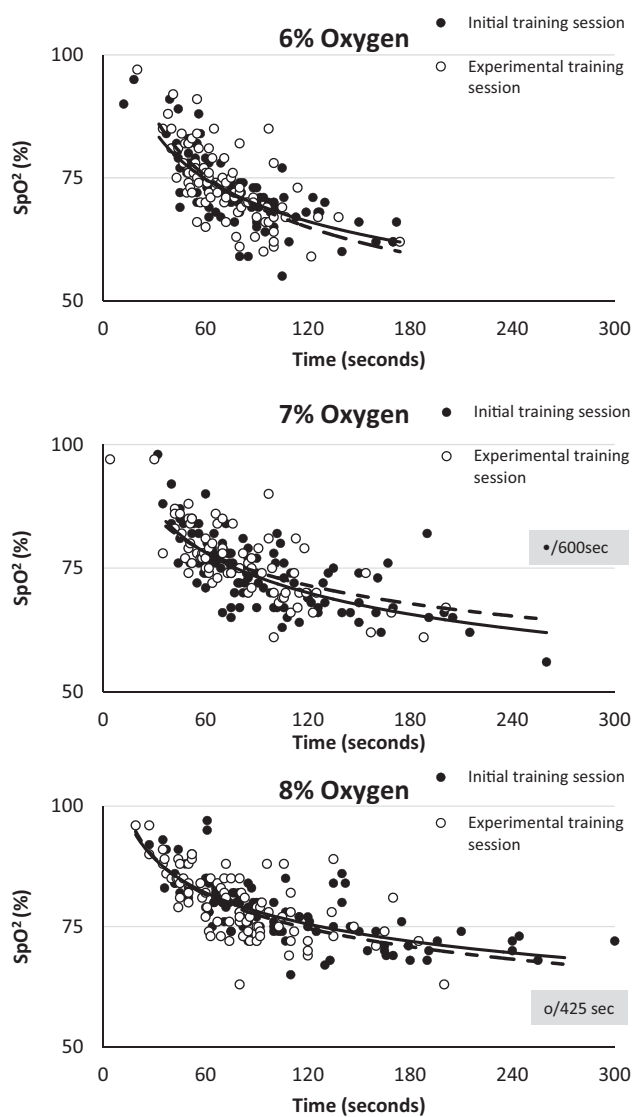 6% Oxygen
● Initial training session
○ Experimental training
session
100
75
50
SpO² (%)
0 60 120 180 240 300
Time (seconds)
7% Oxygen
● Initial training session
○ Experimental training
session
100
75
50
SpO² (%)
•/600sec
0 60 120 180 240 300
Time (seconds)
8% Oxygen
● Initial training session
○ Experimental training
session
100
75
50
SpO² (%)
o/425 sec
0 60 120 180 240 300
Time (seconds)